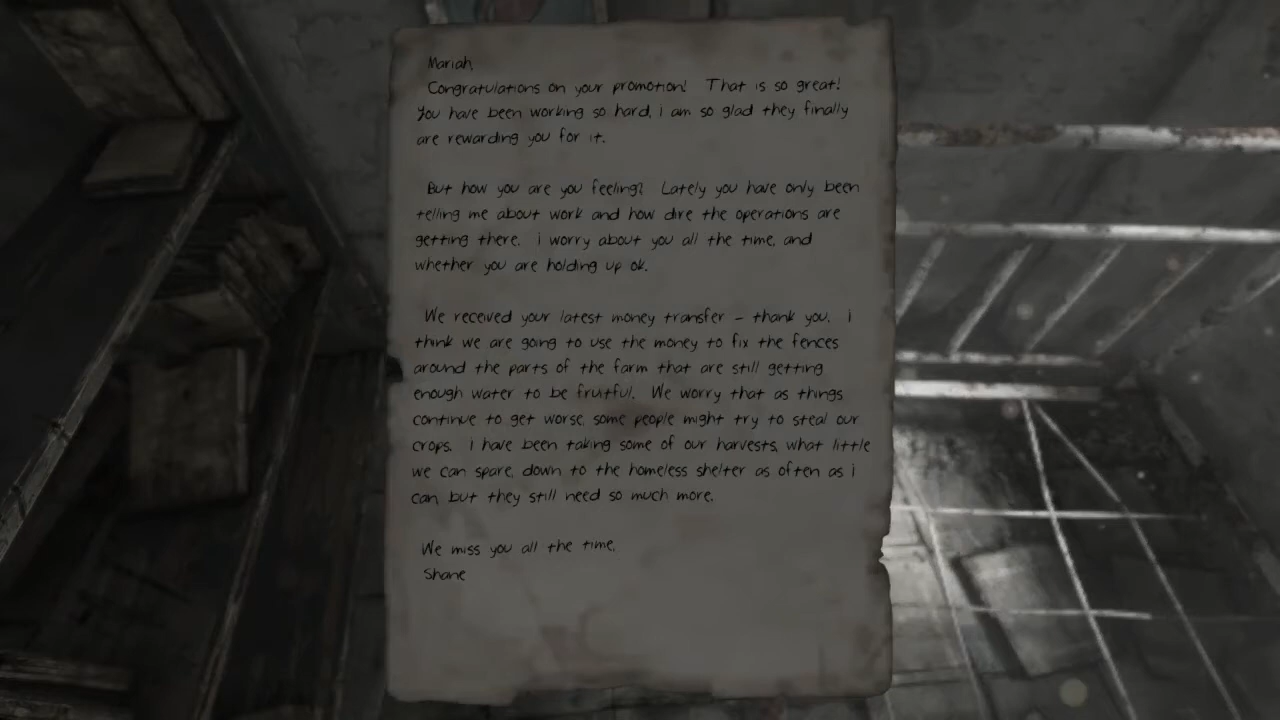 Mariah,
Congratulations on your promotion! That is so great!
You have been working so hard, i am so glad they finally
are rewarding you for it.
But how you are you feeling? Lately you have only been
telling me about work and how dire the operations are
getting there. i worry about you all the time, and
whether you are holding up ok.
We received your latest money transfer - thank you. i
think we are going to use the money to fix the fences
around the parts of the farm that are still getting
enough water to be fruitful. We worry that as things
continue to get worse, some people might try to steal our
crops. i have been taking some of our harvests, what little
we can spare, down to the homeless shelter as often as i
can, but they still need so much more.
We miss you all the time,
Shane